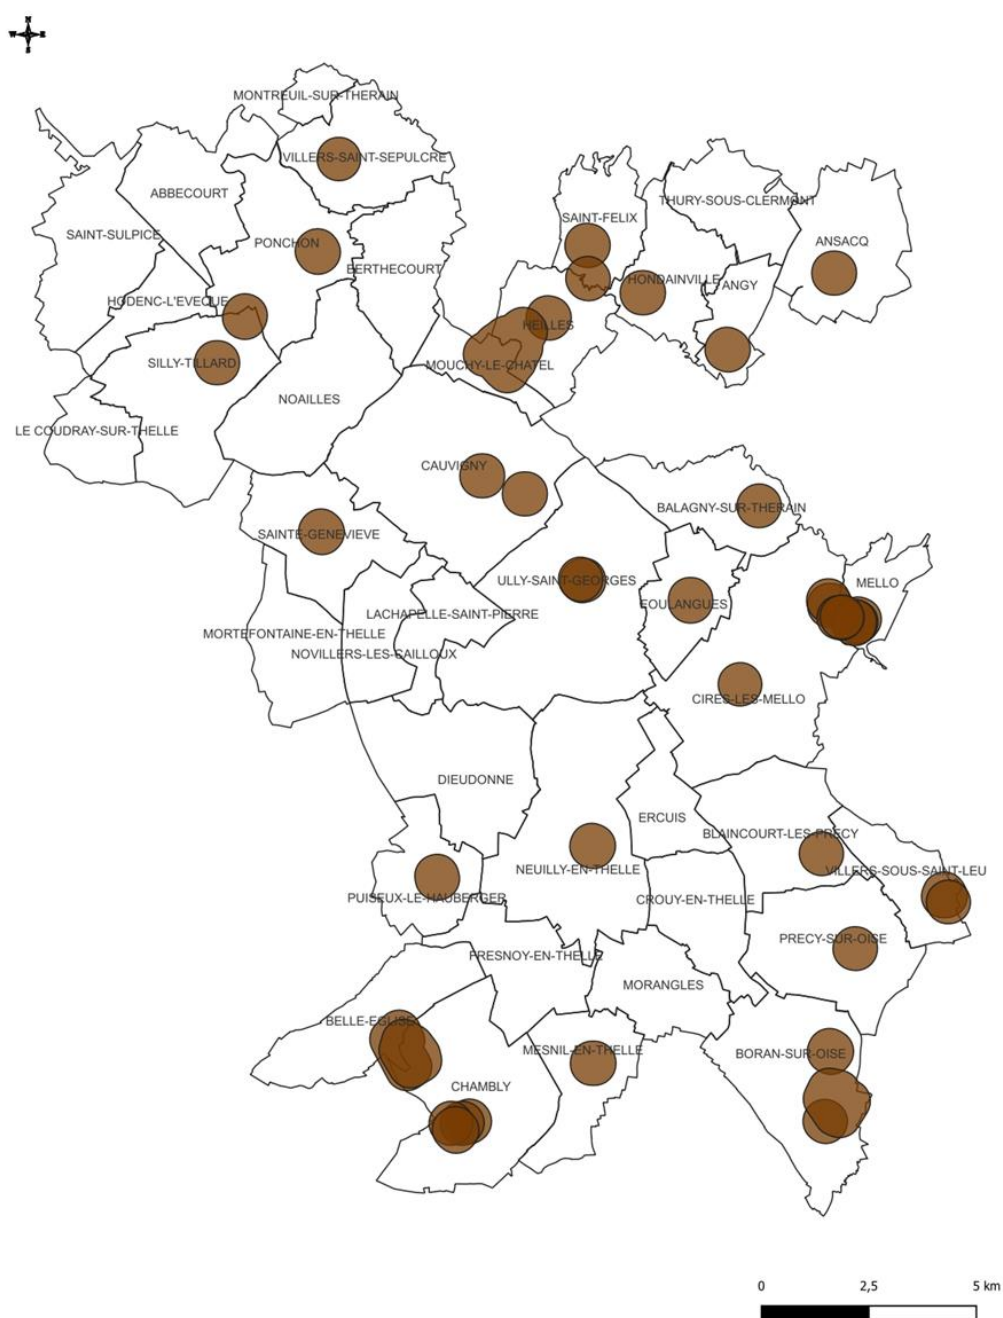 N
W E
S
MONTREUIL-SUR-THERAIN
VILLERS-SAINT-SEPULCRE
ABBECOURT
THURY-SOUS-CLERMONT
SAINT-FELIX
SAINT-SULPICE
PONCHON
ANSACQ
BERTHECOURT
HONDAINVILLE
ANGY
HODENC-L'EVEQUE
HEILLES
SILLY-TILLARD
MOUCHY-LE-CHATEL
NOAILLES
LE COUDRAY-SUR-THELLE
CAUVIGNY
BALAGNY-SUR-THERAIN
SAINTE-GENEVIEVE
ULLY-SAINT-GEORGES
MELLO
FOULANGUES
LACHAPELLE-SAINT-PIERRE
MORTEFONTAINE-EN-THELLE
NOVILLERS-LES-CAILLOUX
CIRES-LES-MELLO
DIEUDONNE
ERCUIS
BLAINCOURT-LES-PRECY
NEUILLY-EN-THELLE
VILLERS-SOUS-SAINT-LEU
PUISEUX-LE-HAUBERGER
CROUY-EN-THELLE
PRECY-SUR-OISE
FRESNOY-EN-THELLE
MORANGLES
BELLE-EGLISE
MESNIL-EN-THELLE
BORAN-SUR-OISE
CHAMBLY
0 2,5 5 km